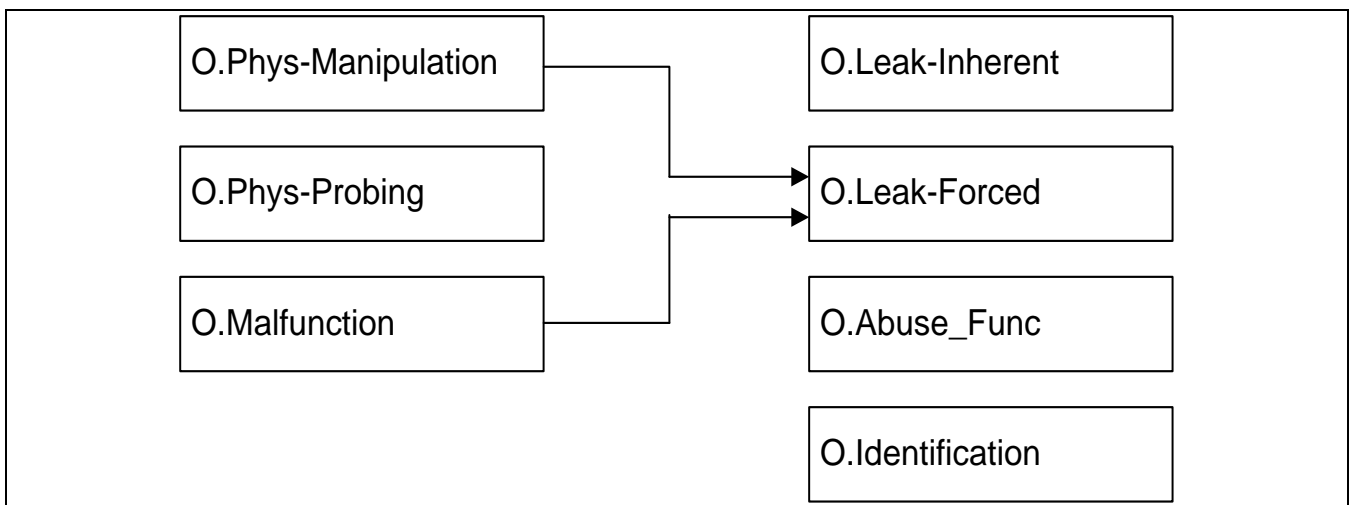 O.Phys-Manipulation
O.Leak-Inherent
O.Phys-Probing
O.Leak-Forced
O.Malfunction
O.Abuse_Func
O.Identification